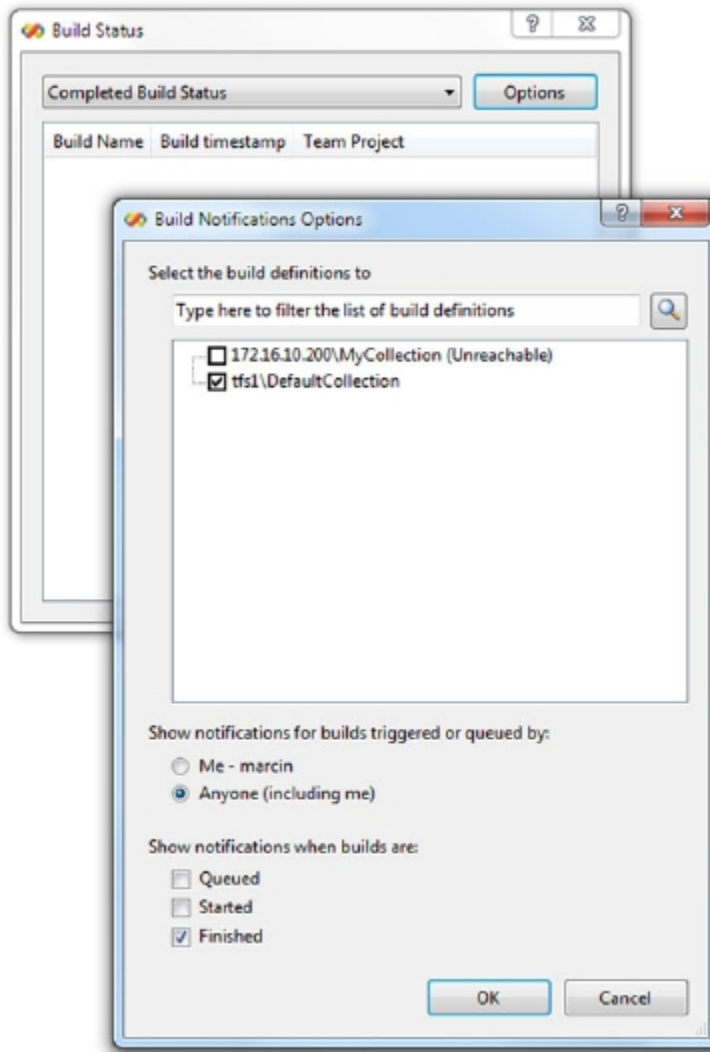 Build Status
Completed Build Status
Options
Build Name Build timestamp Team Project
Build Notifications Options
Select the build definitions to
Type here to filter the list of build definitions
172.16.10.200\MyCollection (Unreachable)
tfs1\DefaultCollection
Show notifications for builds triggered or queued by:
Me - marcin
Anyone (including me)
Show notifications when builds are:
Queued
Started
Finished
OK Cancel